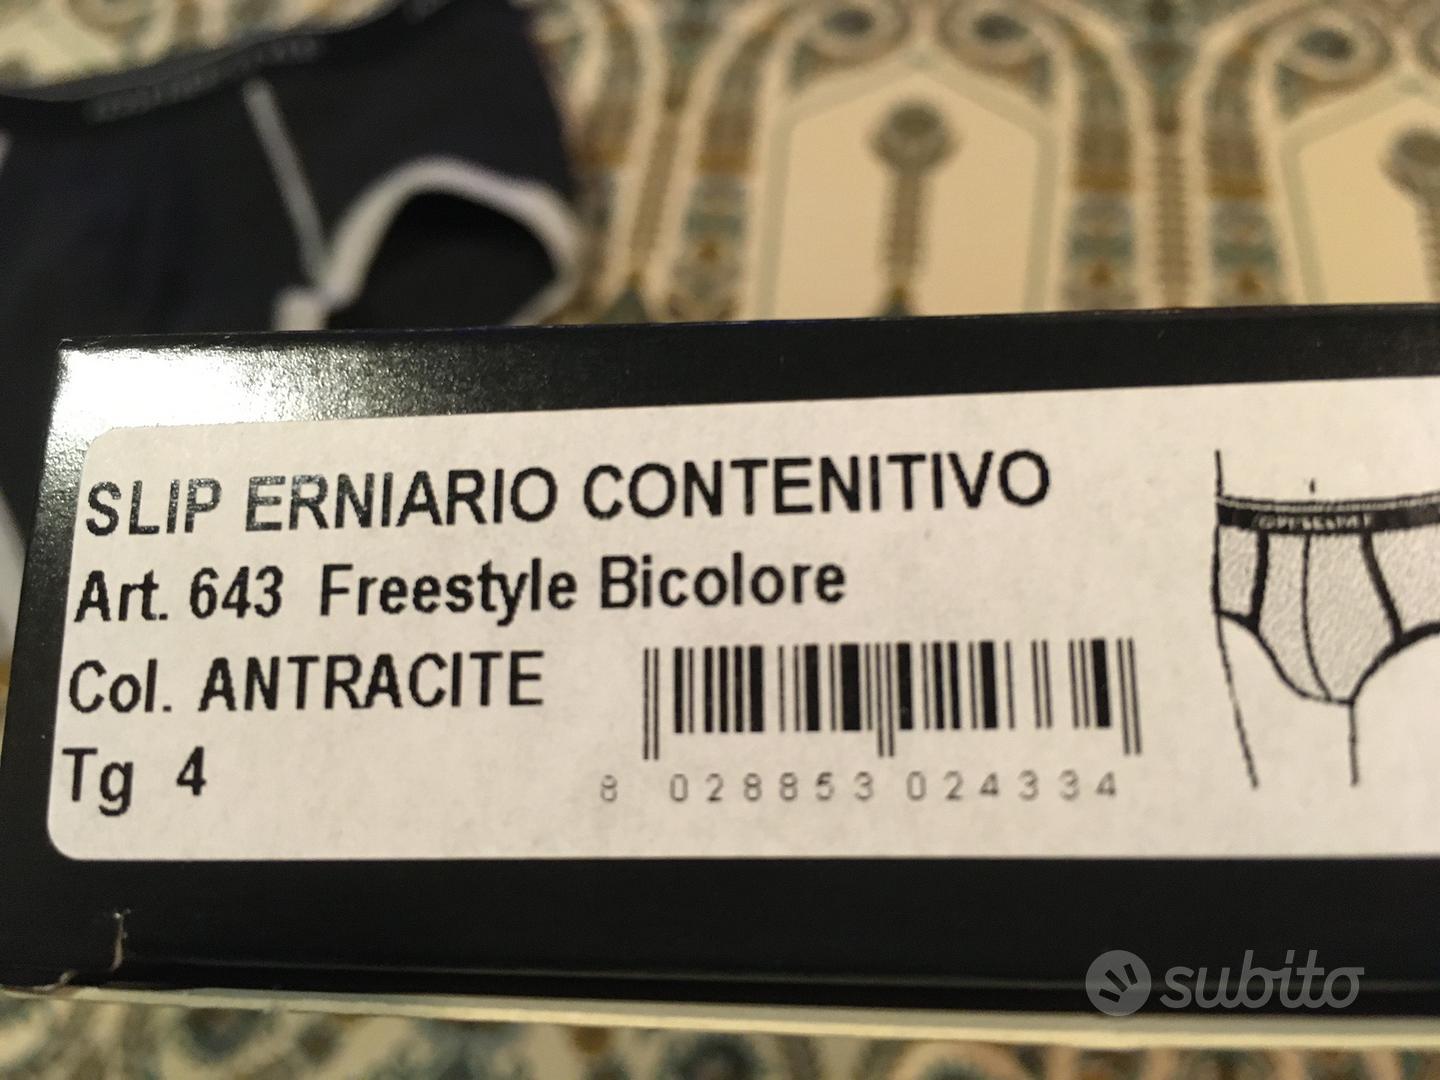 SLIP ERNIARIO CONTENITIVO
Art. 643 Freestyle Bicolore
Col. ANTRACITE
Tg 4
8 028853 024334
subito